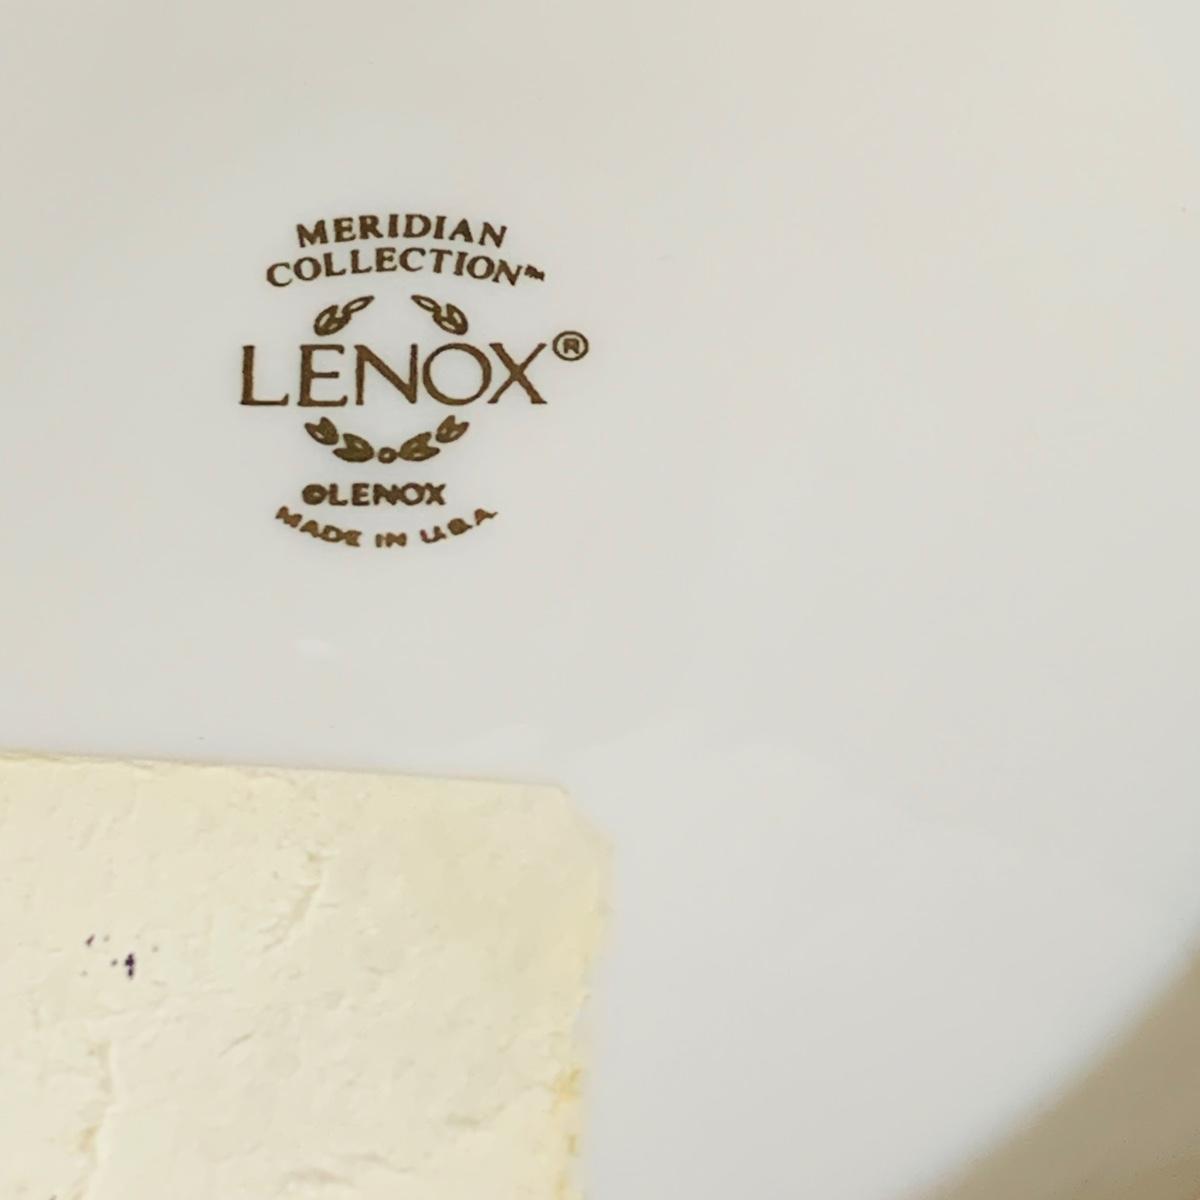 MERIDIAN
COLLECTION™
LENOX®
©LENOX
MADE IN U.S.A.